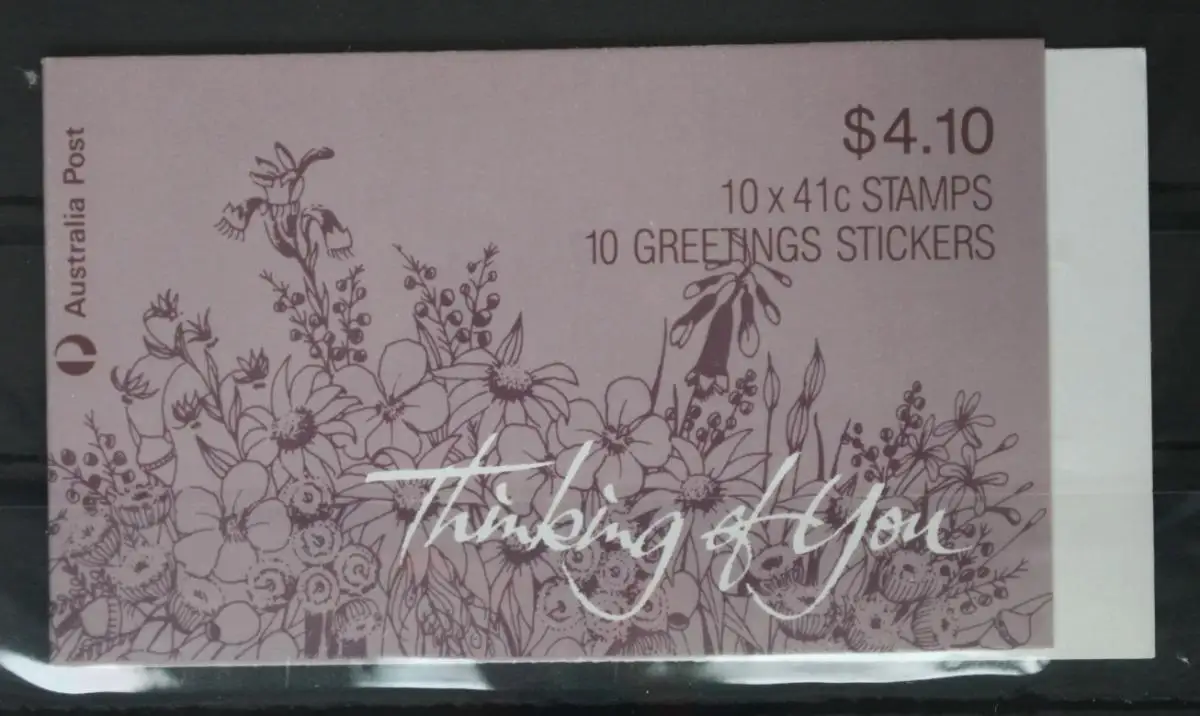 Australia Post
$4.10
10 x 41c STAMPS
10 GREETINGS STICKERS
Thinking of You